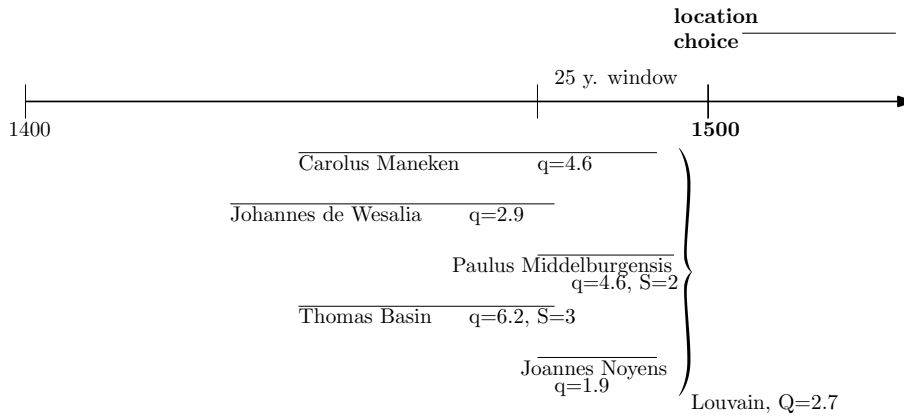 location
choice
25 y. window
1400
1500
Carolus Maneken q=4.6
Johannes de Wesalia q=2.9
Paulus Middelburgensis
q=4.6, S=2
Thomas Basin q=6.2, S=3
Joannes Noyens
q=1.9
Louvain, Q=2.7